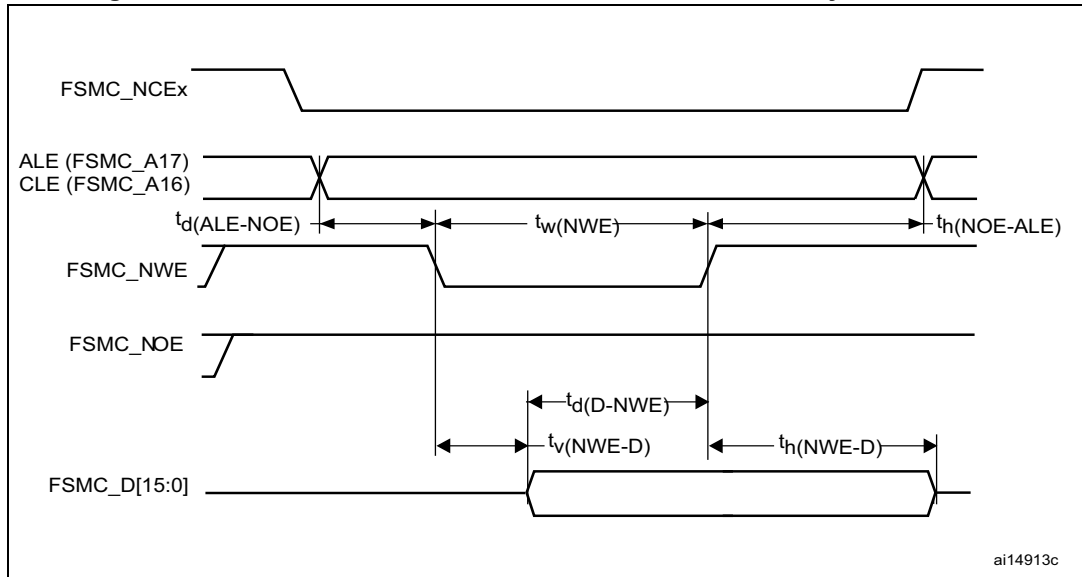 FSMC_NCEx
ALE (FSMC_A17)
CLE (FSMC_A16)
td(ALE-NOE)
tw(NWE)
th(NOE-ALE)
FSMC_NWE
FSMC_NOE
td(D-NWE)
tv(NWE-D)
th(NWE-D)
FSMC_D[15:0]
ai14913c